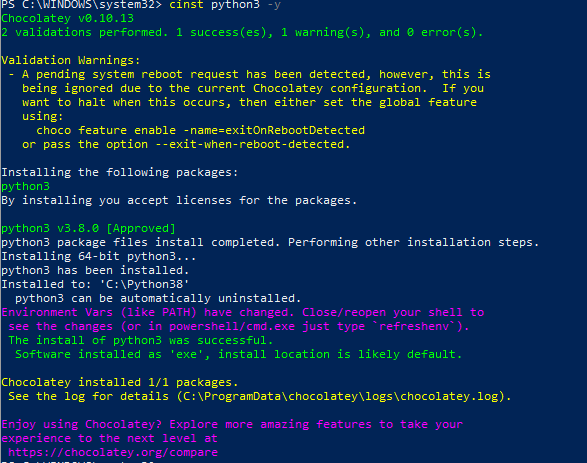 PS C:\WINDOWS\system32> cinst python3 -y
Chocolatey v0.10.13
2 validations performed. 1 success(es), 1 warning(s), and 0 error(s).
Validation Warnings:
- A pending system reboot request has been detected, however, this is
being ignored due to the current Chocolatey configuration.  If you
want to halt when this occurs, then either set the global feature
using:
choco feature enable -name=exitOnRebootDetected
or pass the option --exit-when-reboot-detected.
Installing the following packages:
python3
By installing you accept licenses for the packages.
python3 v3.8.0 [Approved]
python3 package files install completed. Performing other installation steps.
Installing 64-bit python3...
python3 has been installed.
Installed to: 'C:\Python38'
python3 can be automatically uninstalled.
Environment Vars (like PATH) have changed. Close/reopen your shell to
see the changes (or in powershell/cmd.exe just type `refreshenv`).
The install of python3 was successful.
Software installed as 'exe', install location is likely default.
Chocolatey installed 1/1 packages.
See the log for details (C:\ProgramData\chocolatey\logs\chocolatey.log).
Enjoy using Chocolatey? Explore more amazing features to take your
experience to the next level at
https://chocolatey.org/compare